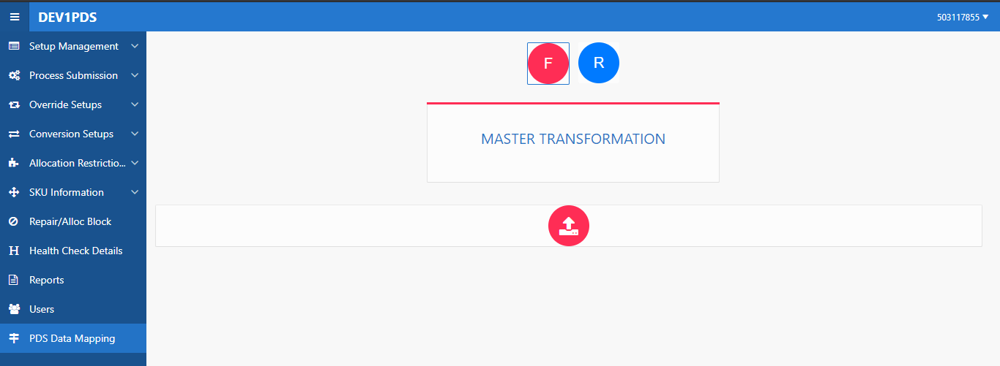 DEV1PDS
503117855
Setup Management
Process Submission
Override Setups
Conversion Setups
Allocation Restrictio...
SKU Information
Repair/Alloc Block
H Health Check Details
Reports
Users
PDS Data Mapping
F R
MASTER TRANSFORMATION